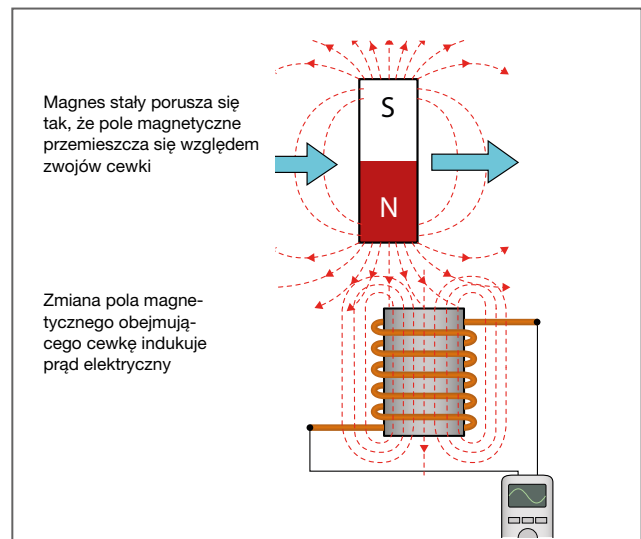 Magnes stały porusza się
tak, że pole magnetyczne
przemieszcza się względem
zwojów cewki
S
N
Zmiana pola magne-
tycznego obejmują-
cego cewkę indukuje
prąd elektryczny